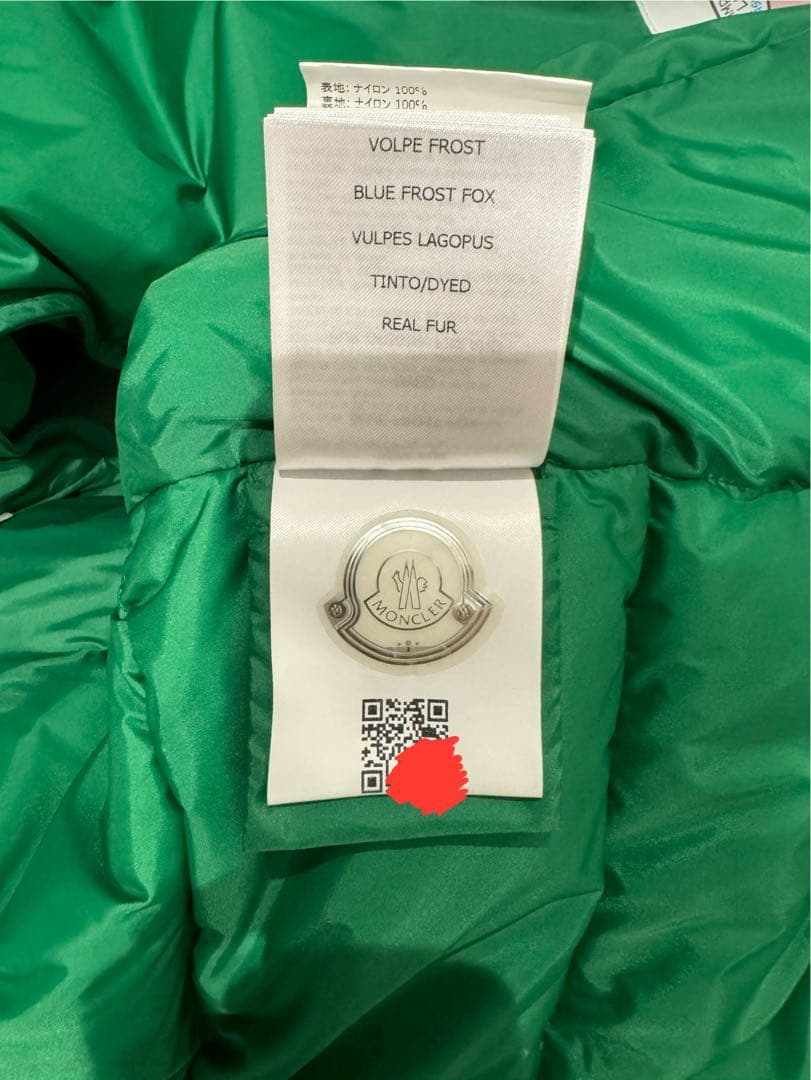 表地: ナイロン 100%
裏地: ナイロン 100%
VOLPE FROST
BLUE FROST FOX
VULPES LAGOPUS
TINTO/DYED
REAL FUR
MONCLER